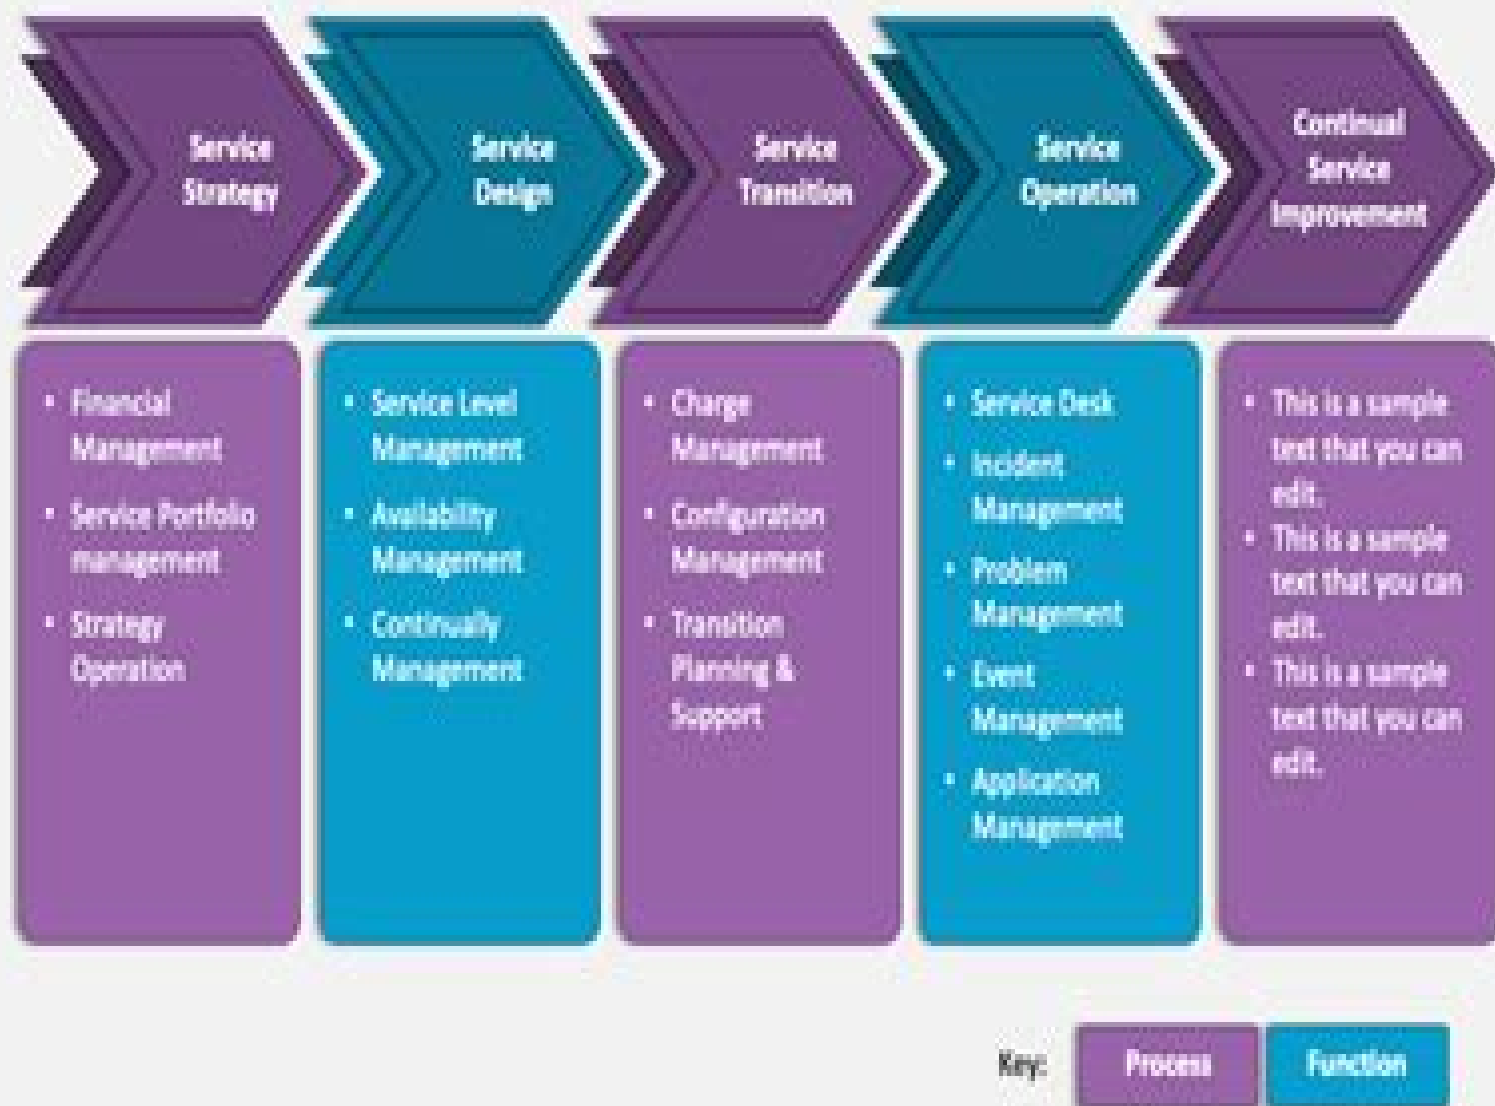 Service
Strategy
Service
Design
Service
Transition
Service
Operation
Continual
Service
Improvement
• Financial
Management
• Service Portfolio
management
• Strategy
Operation
• Service Level
Management
• Availability
Management
• Continually
Management
• Charge
Management
• Configuration
Management
• Transition
Planning &
Support
• Service Desk
• Incident
Management
• Problem
Management
• Event
Management
• Application
Management
• This is a sample
text that you can
edit.
• This is a sample
text that you can
edit.
• This is a sample
text that you can
edit.
Key:
Process
Function